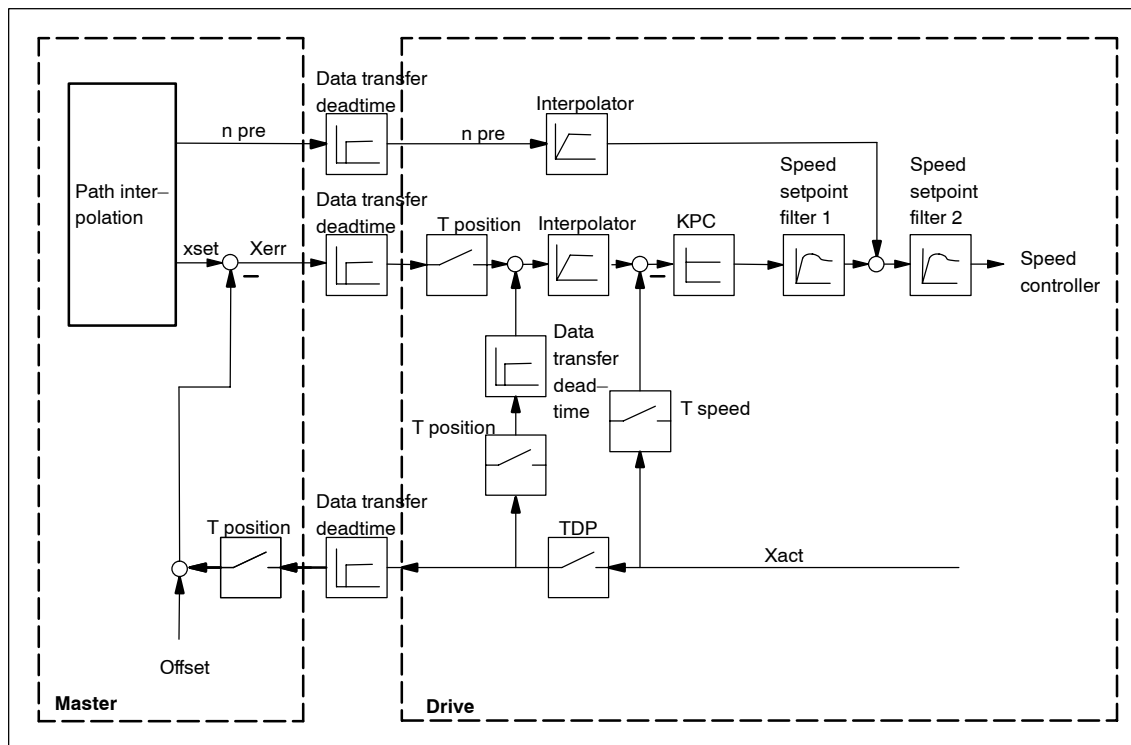 Data transfer
deadtime
n pre
n pre
Interpolator
Path inter–
polation
xset
Xerr
Data transfer
deadtime
T position
Interpolator
KPC
Speed
setpoint
filter 1
Speed
setpoint
filter 2
Speed
controller
Data
transfer
dead–
time
T position
T speed
T position
Data transfer
deadtime
TDP
Xact
Offset
Master
Drive